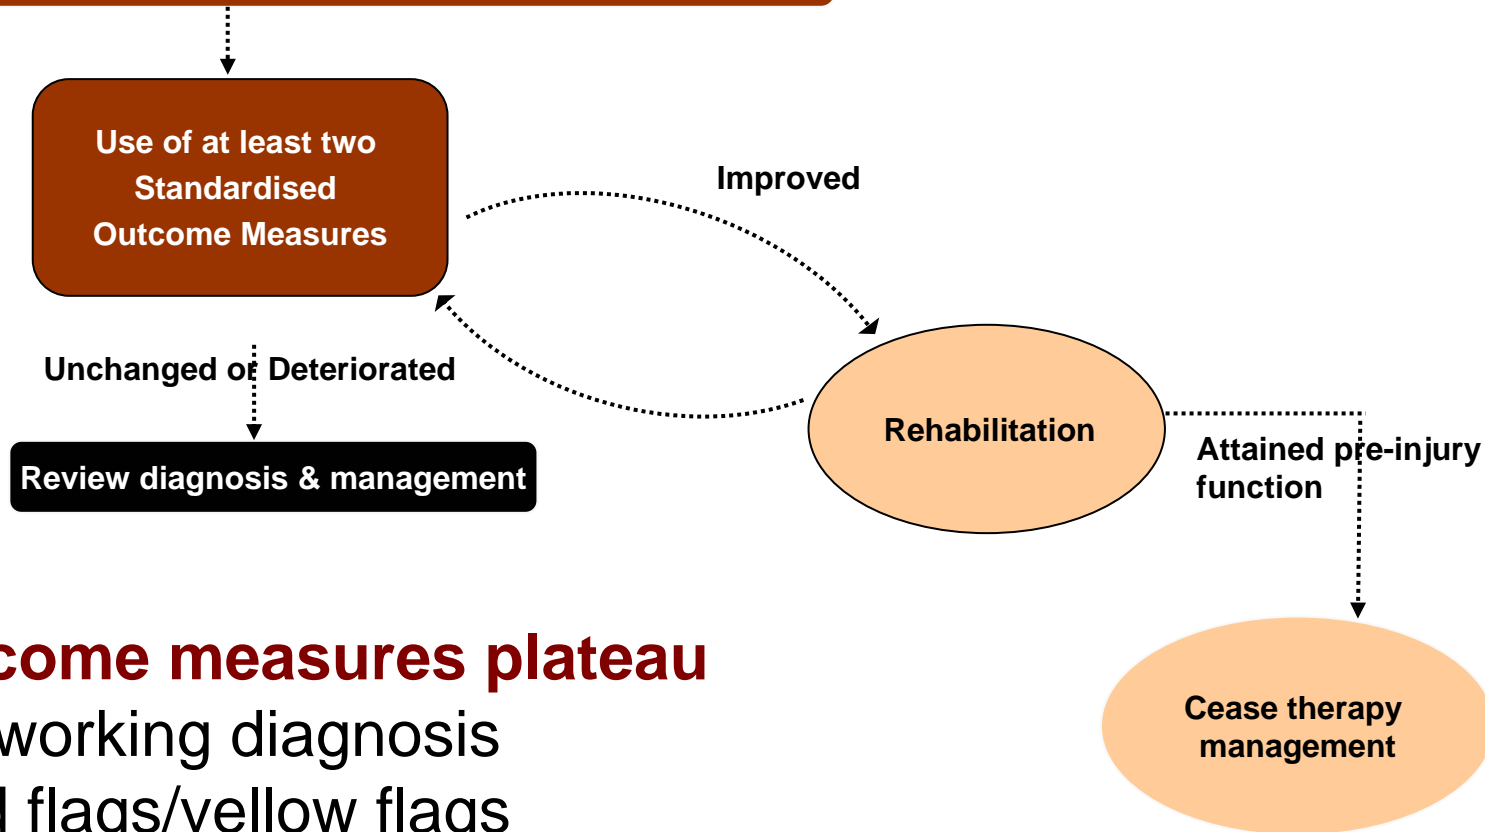 Use of at least two
Standardised
Outcome Measures
Improved
Unchanged or Deteriorated
Review diagnosis & management
Rehabilitation
Attained pre-injury
function
Cease therapy
management
come measures plateau
working diagnosis
flags/yellow flags